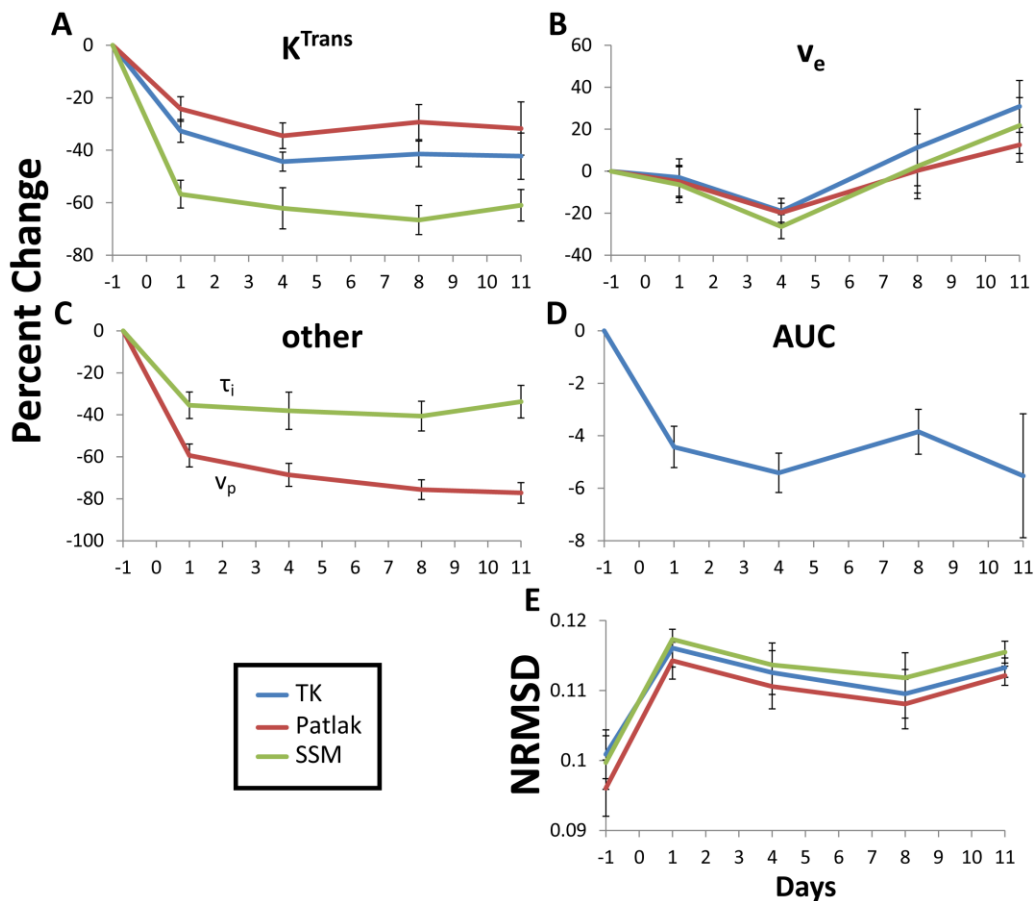 A
K^Trans
0
-20
-40
-60
-80
-1 0 1 2 3 4 5 6 7 8 9 10 11
B
v_e
60
40
20
0
-20
-40
-1 0 1 2 3 4 5 6 7 8 9 10 11
Percent Change
C
other
0
-20
-40
-60
-80
-100
τ_i
v_p
-1 0 1 2 3 4 5 6 7 8 9 10 11
D
AUC
0
-2
-4
-6
-8
-1 0 1 2 3 4 5 6 7 8 9 10 11
TK
Patlak
SSM
E
NRMSD
0.12
0.11
0.1
0.09
-1 0 1 2 3 4 5 6 7 8 9 10 11
Days